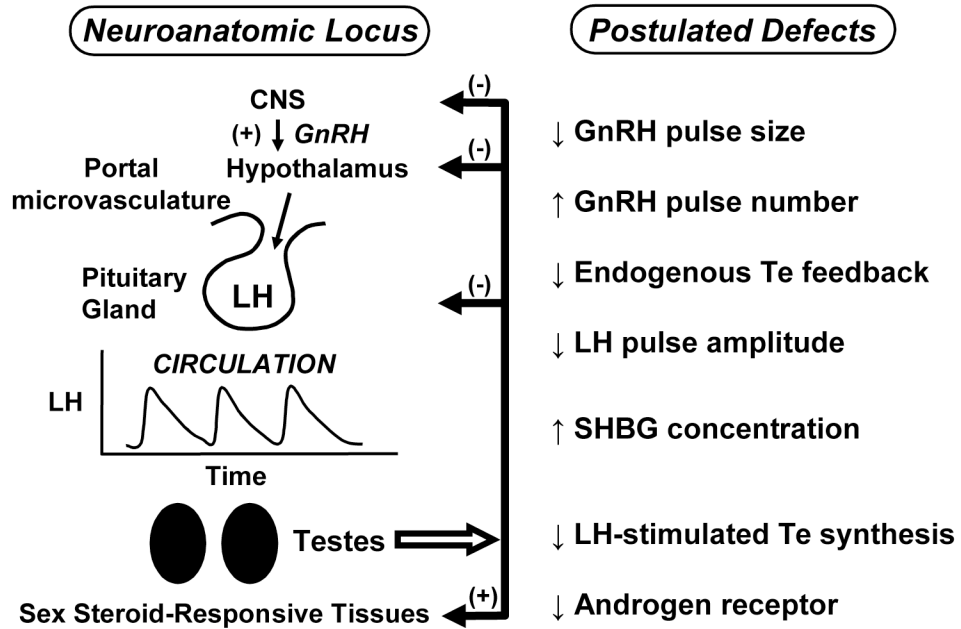 Neuroanatomic Locus
Postulated Defects
(-)
CNS
(+) ↓ GnRH
(-)
Portal
microvasculature
Hypothalamus
Pituitary
Gland
LH
(-)
CIRCULATION
LH
Time
Testes
(+)
Sex Steroid-Responsive Tissues
↓ GnRH pulse size
↑ GnRH pulse number
↓ Endogenous Te feedback
↓ LH pulse amplitude
↑ SHBG concentration
↓ LH-stimulated Te synthesis
↓ Androgen receptor